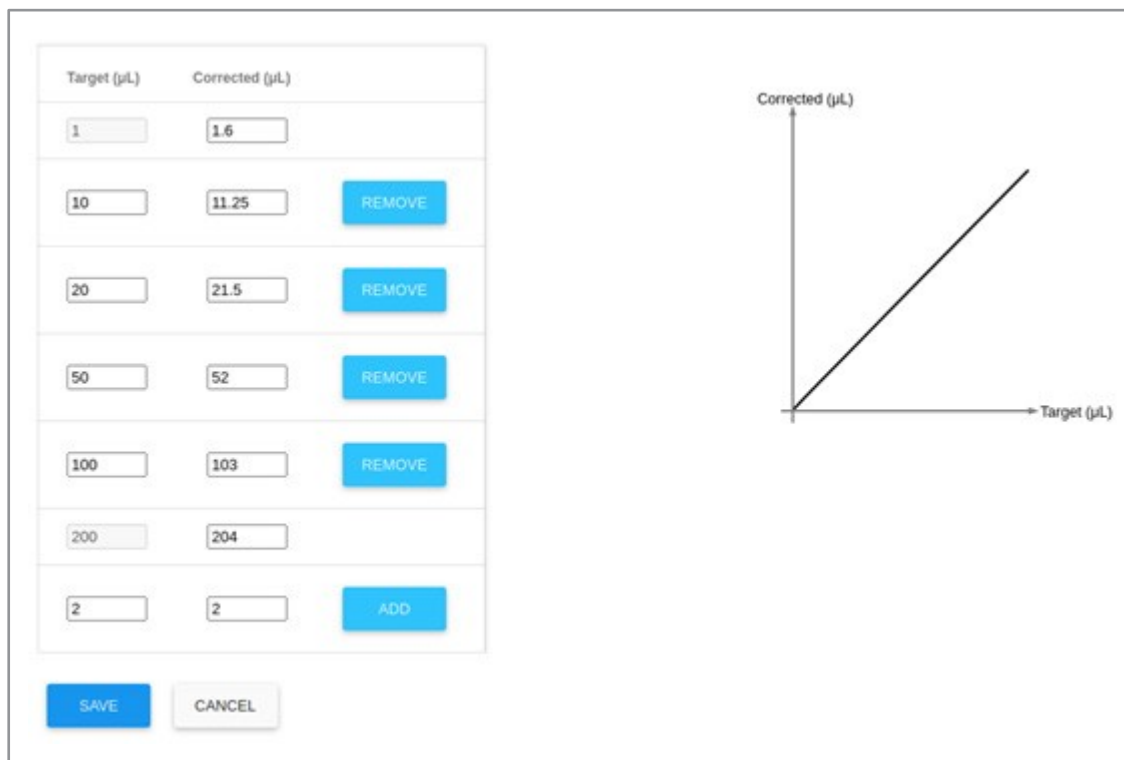 Target (µL) Corrected (µL)
1 1.6
10 11.25 REMOVE
20 21.5 REMOVE
50 52 REMOVE
100 103 REMOVE
200 204
2 2 ADD
SAVE CANCEL
Corrected (µL)
Target (µL)